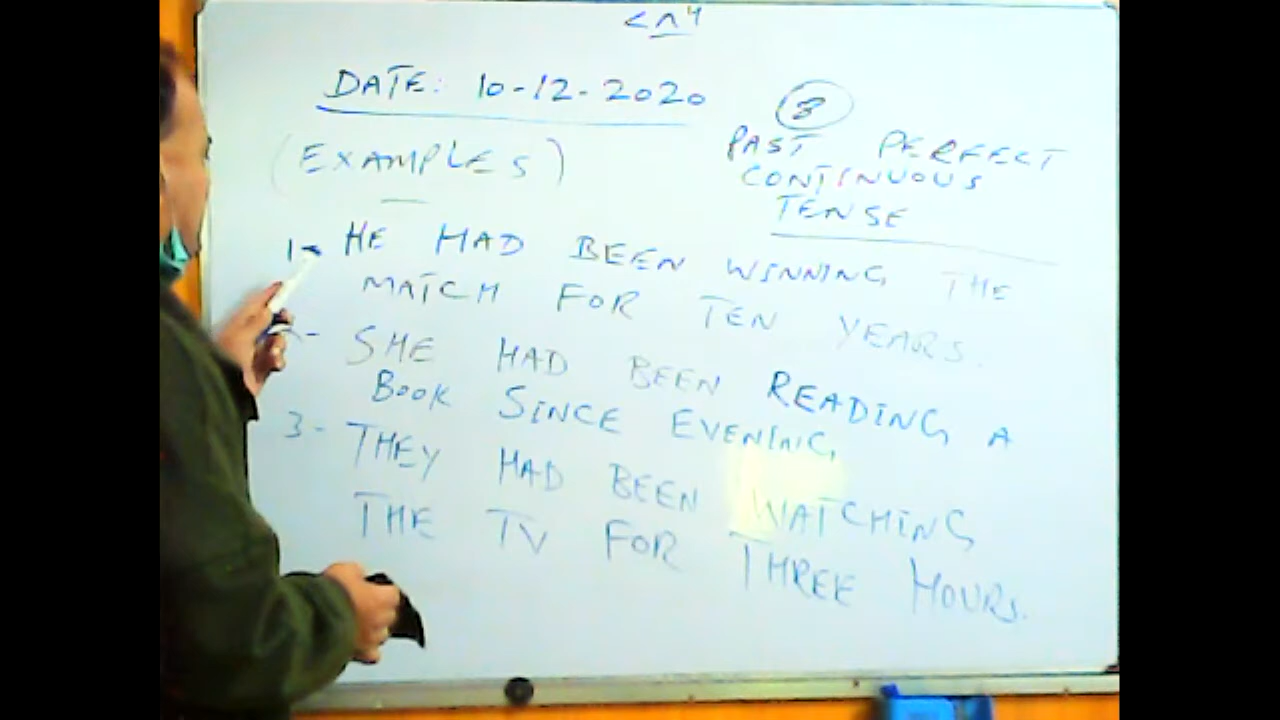 DATE: 10-12-2020
8
PAST PERFECT
CONTINUOUS
TENSE
(EXAMPLES)
1- HE HAD BEEN WINNING THE
MATCH FOR TEN YEARS.
SHE HAD BEEN READING A
BOOK SINCE EVENING
3- THEY HAD BEEN WATCHING
THE TV FOR THREE HOURS.